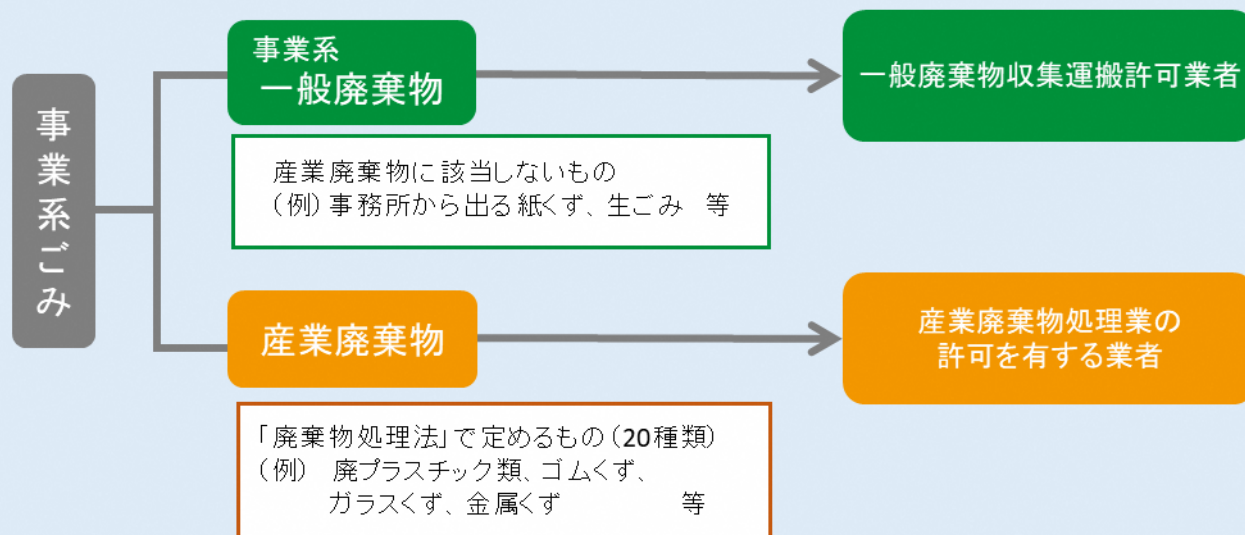 事業系ごみ
事業系
一般廃棄物
一般廃棄物収集運搬許可業者
産業廃棄物に該当しないもの
（例）事務所から出る紙くず、生ごみ　等
産業廃棄物
産業廃棄物処理業の
許可を有する業者
「廃棄物処理法」で定めるもの（20種類）
（例）　廃プラスチック類、ゴムくず、
ガラスくず、金属くず　　　　　等